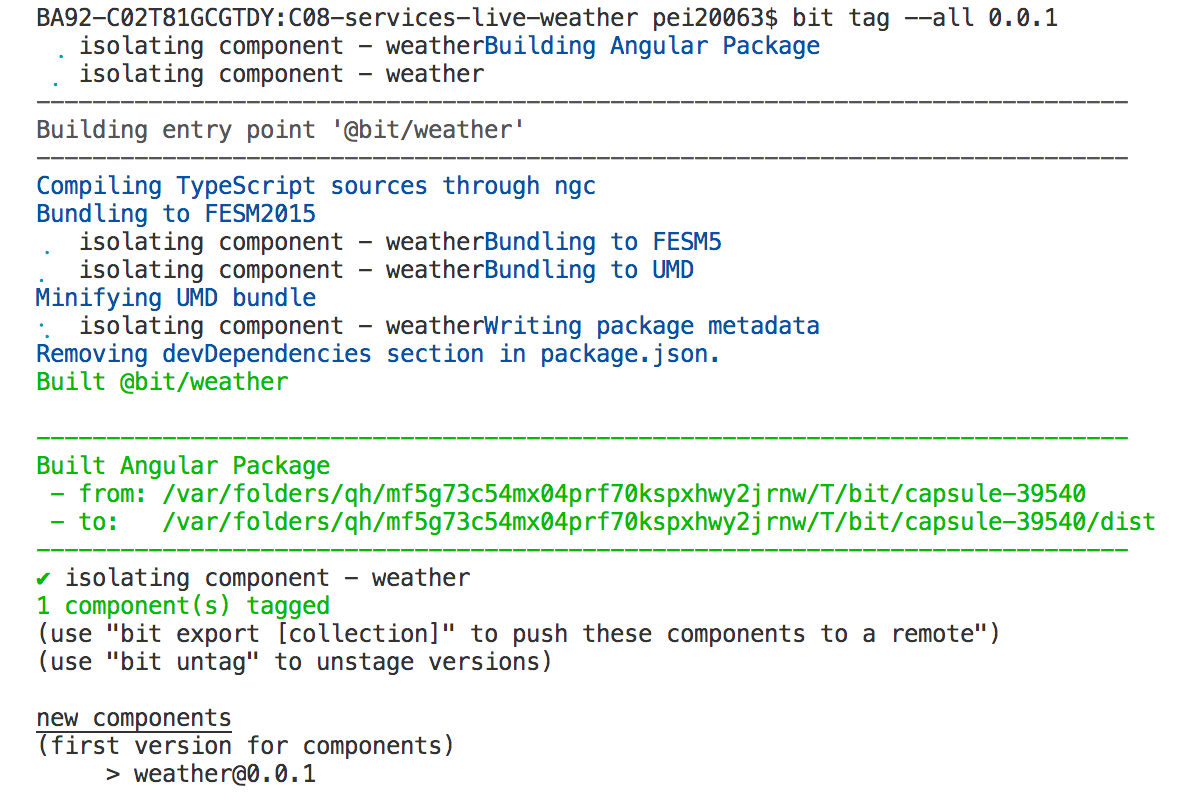 BA92-C02T81GCGTDY:C08-services-live-weather pei20063$ bit tag --all 0.0.1
isolating component - weatherBuilding Angular Package
isolating component - weather
------------------------------------------------------------------------------
Building entry point '@bit/weather'
------------------------------------------------------------------------------
Compiling TypeScript sources through ngc
Bundling to FESM2015
isolating component - weatherBundling to FESM5
isolating component - weatherBundling to UMD
Minifying UMD bundle
isolating component - weatherWriting package metadata
Removing devDependencies section in package.json.
Built @bit/weather
------------------------------------------------------------------------------
Built Angular Package
- from: /var/folders/qh/mf5g73c54mx04prf70kspxhwy2jrnw/T/bit/capsule-39540
- to:   /var/folders/qh/mf5g73c54mx04prf70kspxhwy2jrnw/T/bit/capsule-39540/dist
------------------------------------------------------------------------------
✔ isolating component - weather
1 component(s) tagged
(use "bit export [collection]" to push these components to a remote")
(use "bit untag" to unstage versions)
new components
(first version for components)
> weather@0.0.1